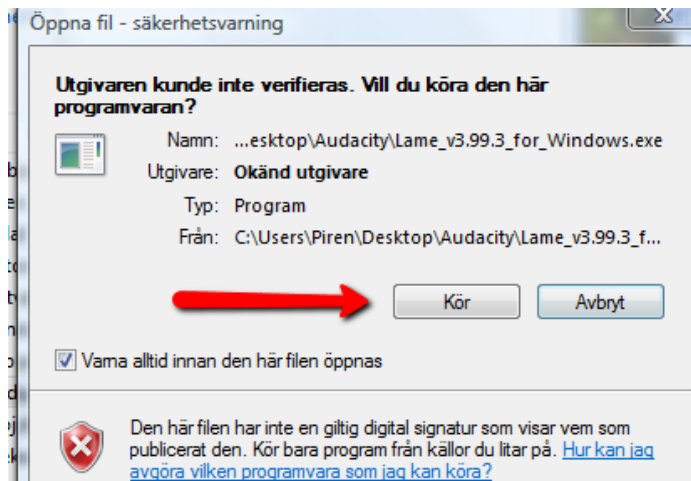 Öppna fil - säkerhetsvarning
Utgivaren kunde inte verifieras. Vill du köra den här
programvaran?
Namn: ...esktop\Audacity\Lame_v3.99.3_for_Windows.exe
Utgivare: Okänd utgivare
Typ: Program
Från: C:\Users\Piren\Desktop\Audacity\Lame_v3.99.3_f...
Kör Avbryt
Varna alltid innan den här filen öppnas
Den här filen har inte en giltig digital signatur som visar vem som
publicerat den. Kör bara program från källor du litar på. Hur kan jag
avgöra vilken programvara som jag kan köra?